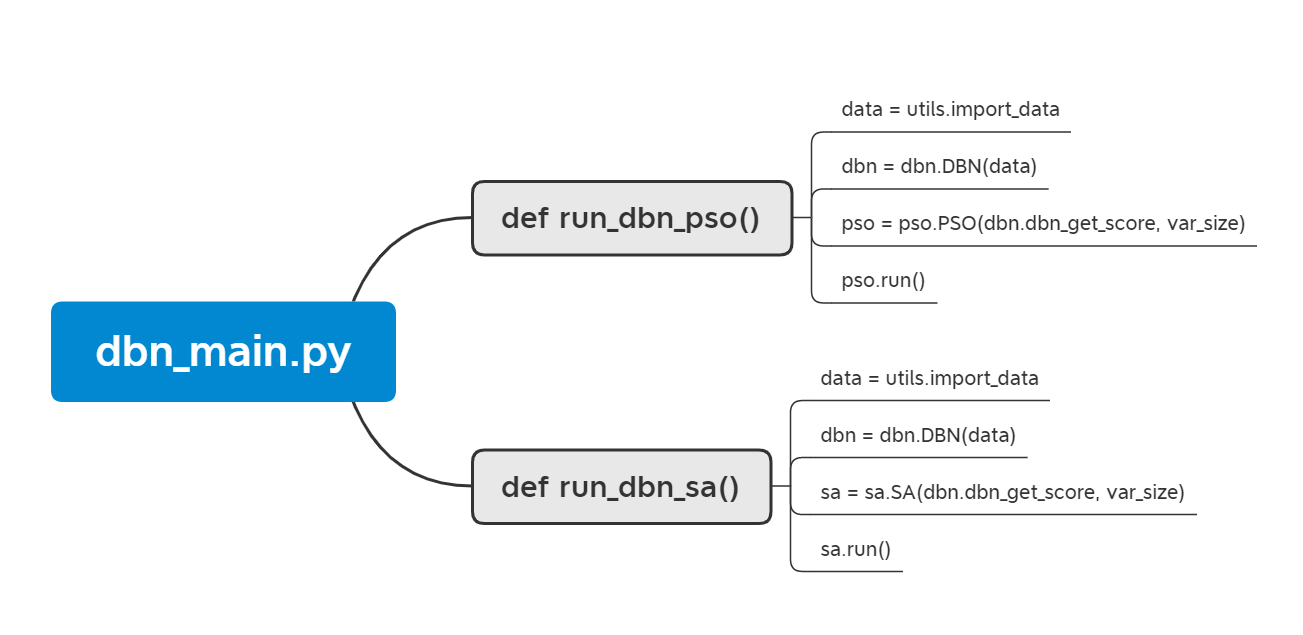 dbn_main.py
def run_dbn_pso()
data = utils.import_data
dbn = dbn.DBN(data)
pso = pso.PSO(dbn.dbn_get_score, var_size)
pso.run()
def run_dbn_sa()
data = utils.import_data
dbn = dbn.DBN(data)
sa = sa.SA(dbn.dbn_get_score, var_size)
sa.run()